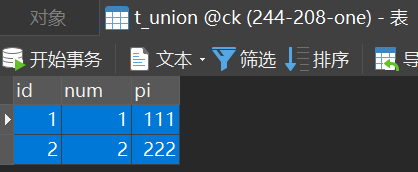 对象 t_union @ck (244-208-one) - 表
开始事务 文本 筛选 排序
id num pi
1 1 111
2 2 222